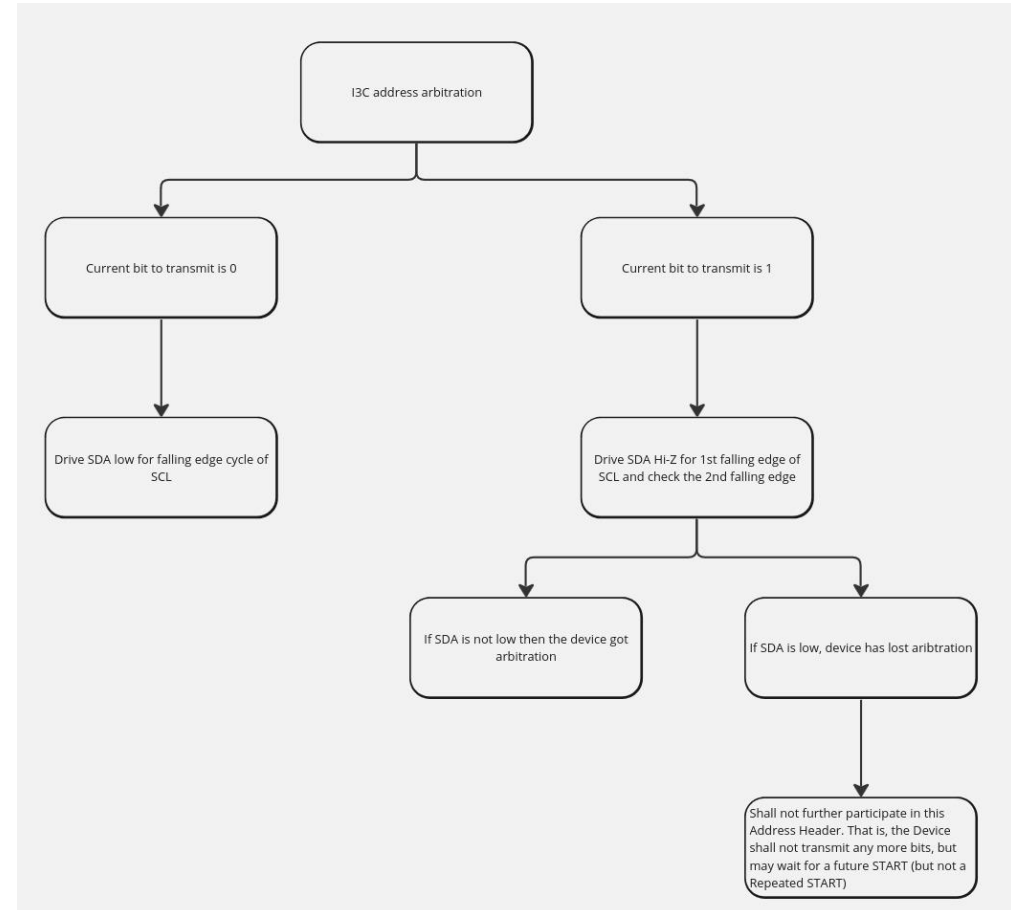 I3C address arbitration
Current bit to transmit is 0
Current bit to transmit is 1
Drive SDA low for falling edge cycle of
SCL
Drive SDA Hi-Z for 1st falling edge of
SCL and check the 2nd falling edge
If SDA is not low then the device got
arbitration
If SDA is low, device has lost aribtration
Shall not further participate in this
Address Header. That is, the Device
shall not transmit any more bits, but
may wait for a future START (but not a
Repeated START)